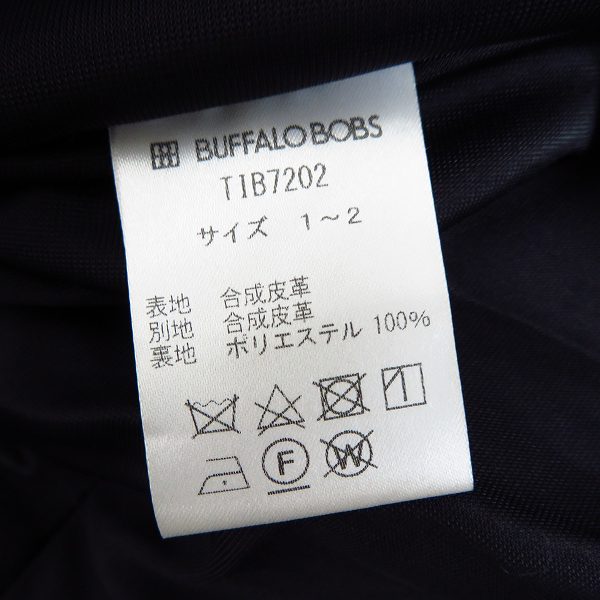 BUFFALO BOBS
TIB7202
サイズ 1～2
表地 合成皮革
別地 合成皮革
裏地 ポリエステル 100%
F
W